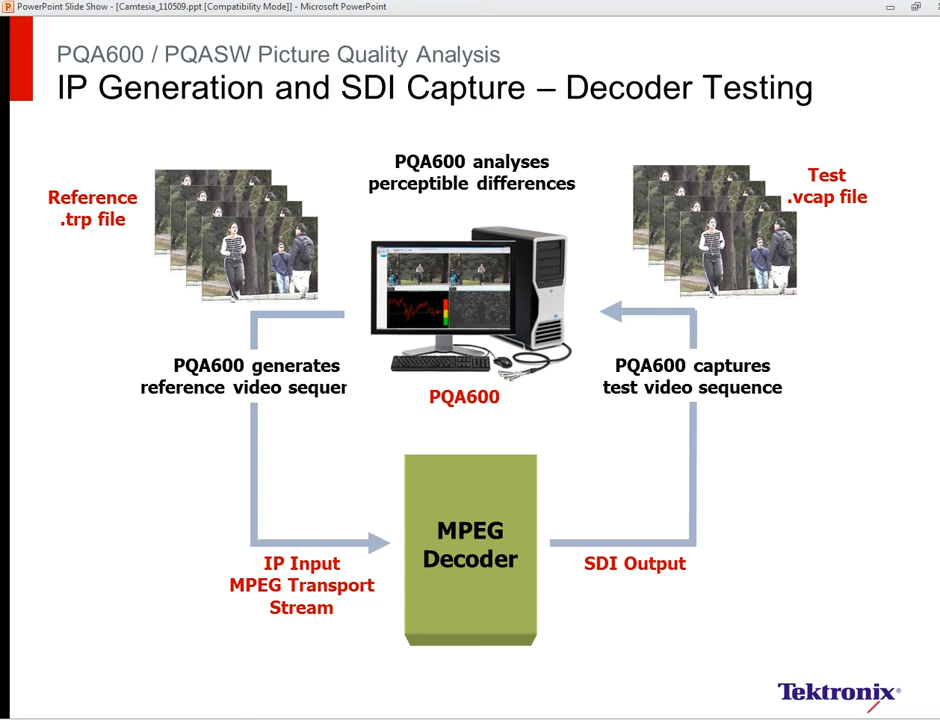 PowerPoint Slide Show - [Camtesia_110509.ppt [Compatibility Mode]] - Microsoft PowerPoint
PQA600 / PQASW Picture Quality Analysis
IP Generation and SDI Capture – Decoder Testing
PQA600 analyses
perceptible differences
Reference
.trp file
Test
.vcap file
PQA600 generates
reference video sequen
PQA600 captures
test video sequence
PQA600
MPEG
Decoder
IP Input
MPEG Transport
Stream
SDI Output
Tektronix®